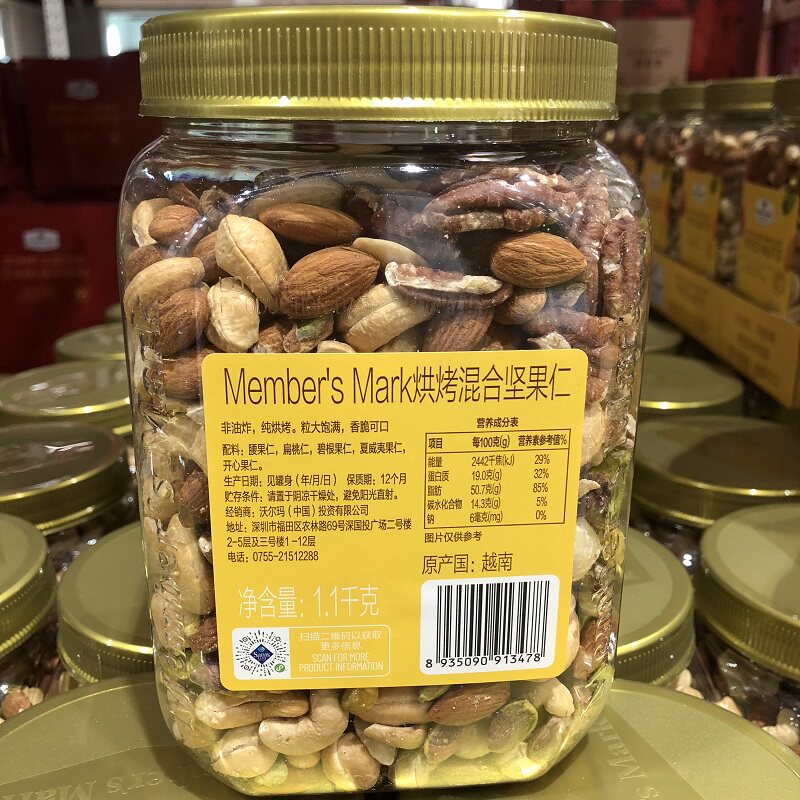 Member's Mark烘烤混合坚果仁
非油炸，纯烘烤。粒大饱满，香脆可口
配料：腰果仁，扁桃仁，碧根果仁，夏威夷果仁，
开心果仁。
生产日期：见罐身（年/月/日） 保质期：12个月
贮存条件：请置于阴凉干燥处，避免阳光直射。
经销商：沃尔玛（中国）投资有限公司
地址：深圳市福田区农林路69号深国投广场二号楼
2-5层及三号楼1-12层
电话：0755-21512288
净含量：1.1千克
扫描二维码以获取
更多信息
SCAN FOR MORE
PRODUCT INFORMATION
营养成分表
项目 每100克(g) 营养素参考值%
能量 2442千焦(kJ) 29%
蛋白质 19.0克(g) 32%
脂肪 50.7克(g) 85%
碳水化合物 14.3克(g) 5%
钠 6毫克(mg) 0%
图片仅供参考
原产国：越南
8 935090 913478